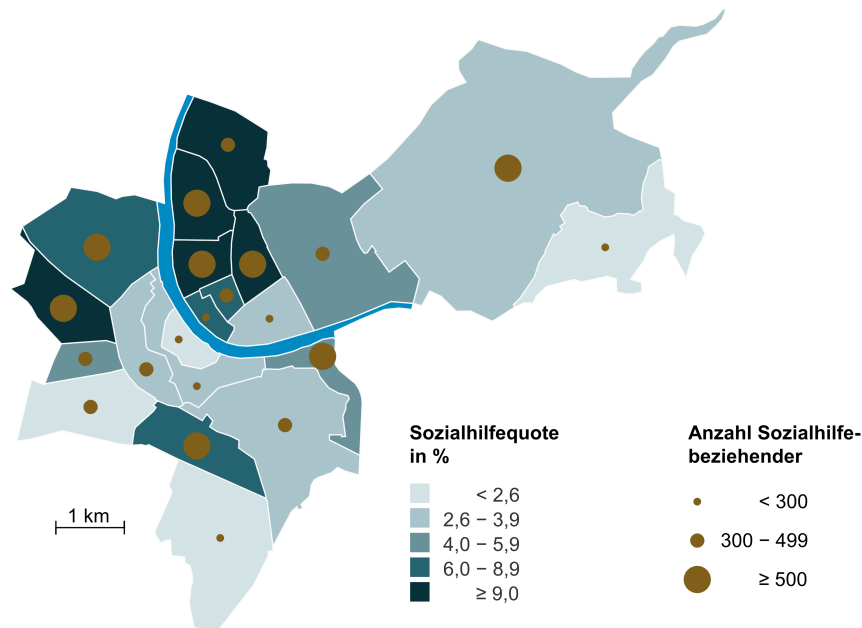 1 km
Sozialhilfequote
in %
< 2,6
2,6 – 3,9
4,0 – 5,9
6,0 – 8,9
≥ 9,0
Anzahl Sozialhilfe-
beziehender
< 300
300 – 499
≥ 500